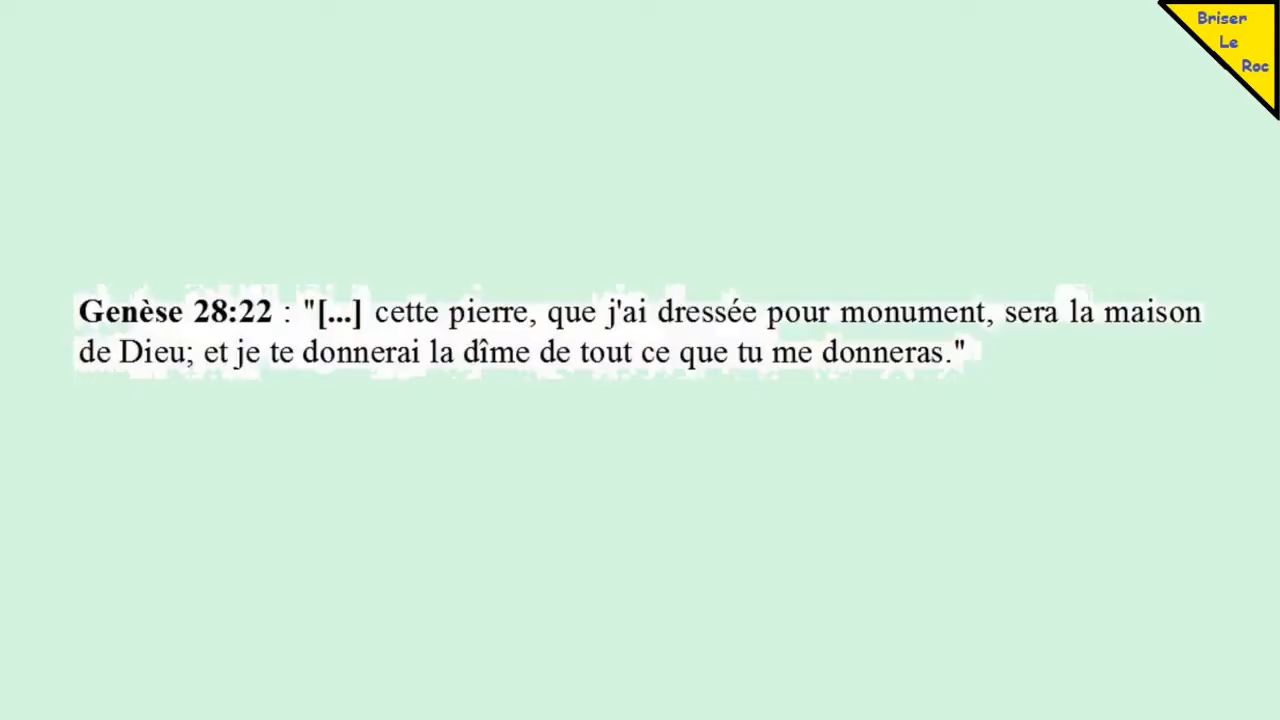 Briser
Le
Roc
Genèse 28:22 : "[...] cette pierre, que j'ai dressée pour monument, sera la maison
de Dieu; et je te donnerai la dîme de tout ce que tu me donneras."